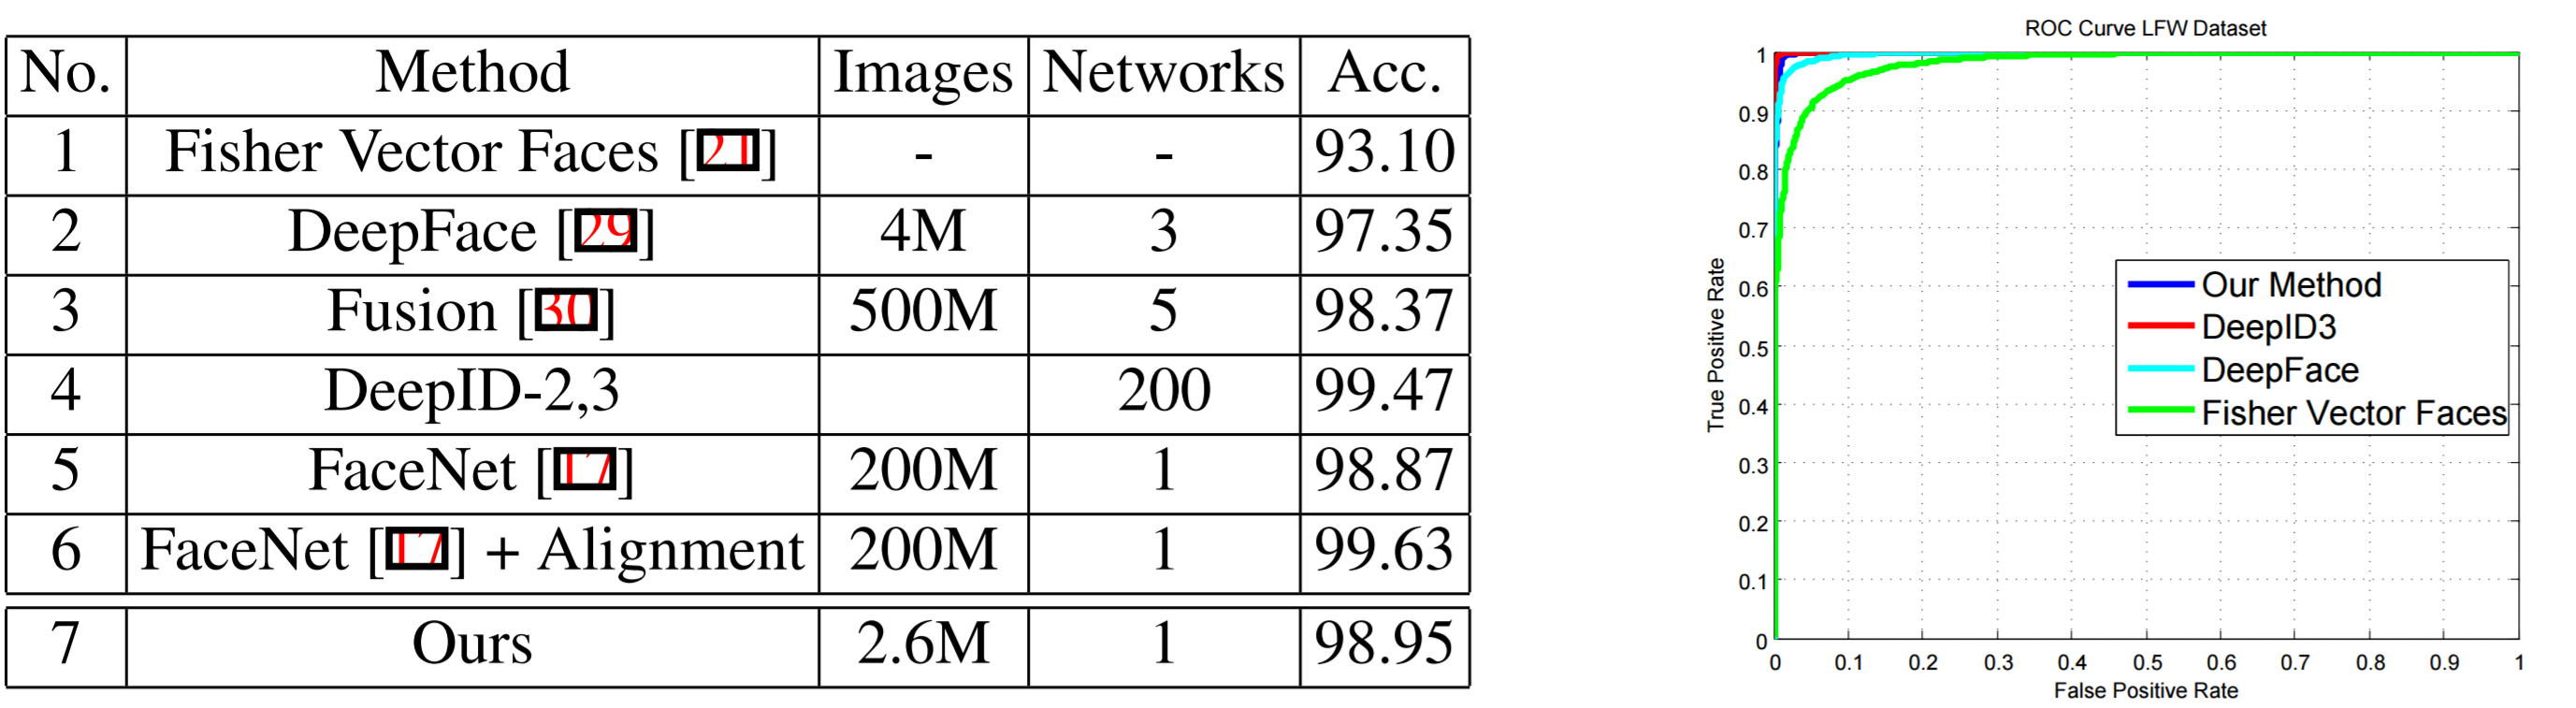 No. Method Images Networks Acc.
1 Fisher Vector Faces [21] - - 93.10
2 DeepFace [29] 4M 3 97.35
3 Fusion [30] 500M 5 98.37
4 DeepID-2,3 200 99.47
5 FaceNet [17] 200M 1 98.87
6 FaceNet [17] + Alignment 200M 1 99.63
7 Ours 2.6M 1 98.95
ROC Curve LFW Dataset
True Positive Rate
1
0.9
0.8
0.7
0.6
0.5
0.4
0.3
0.2
0.1
0
Our Method
DeepID3
DeepFace
Fisher Vector Faces
0 0.1 0.2 0.3 0.4 0.5 0.6 0.7 0.8 0.9 1
False Positive Rate